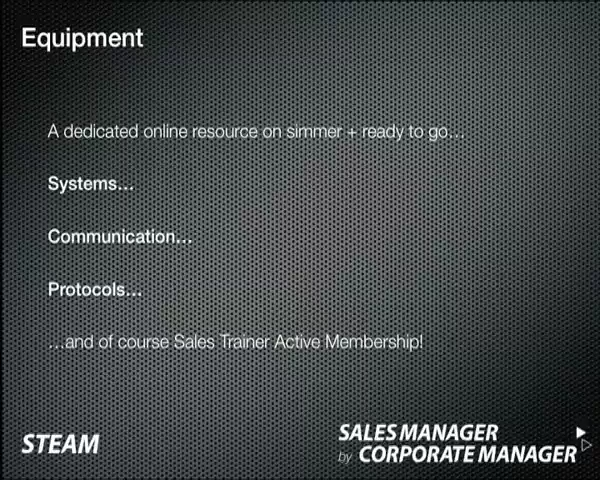 Equipment
A dedicated online resource on simmer + ready to go…
Systems…
Communication…
Protocols…
…and of course Sales Trainer Active Membership!
STEAM
SALES MANAGER
by CORPORATE MANAGER